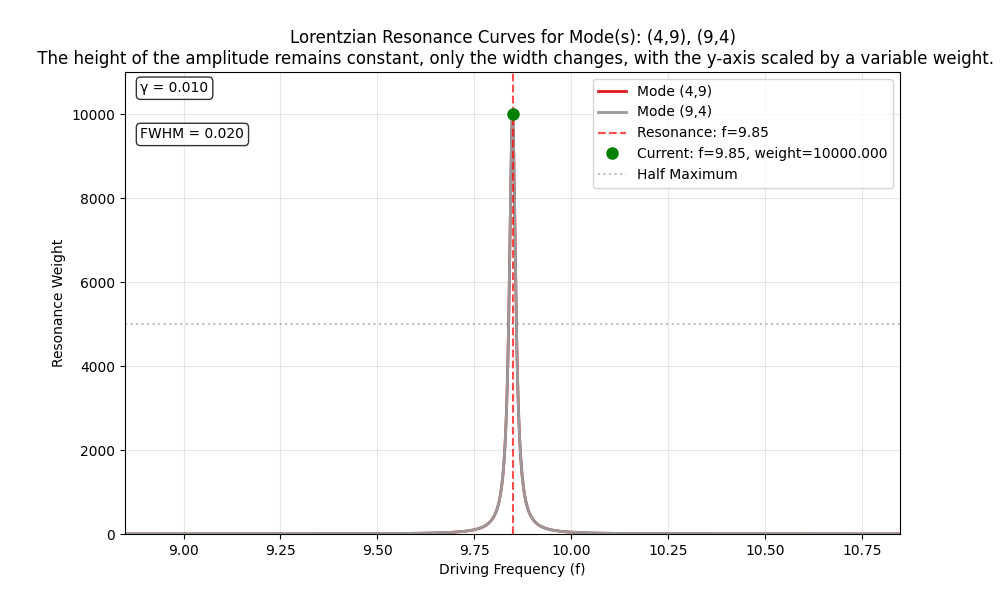 Lorentzian Resonance Curves for Mode(s): (4,9), (9,4)
The height of the amplitude remains constant, only the width changes, with the y-axis scaled by a variable weight.
γ = 0.010
FWHM = 0.020
Mode (4,9)
Mode (9,4)
Resonance: f=9.85
Current: f=9.85, weight=10000.000
Half Maximum
Resonance Weight
10000
8000
6000
4000
2000
0
9.00
9.25
9.50
9.75
10.00
10.25
10.50
10.75
Driving Frequency (f)